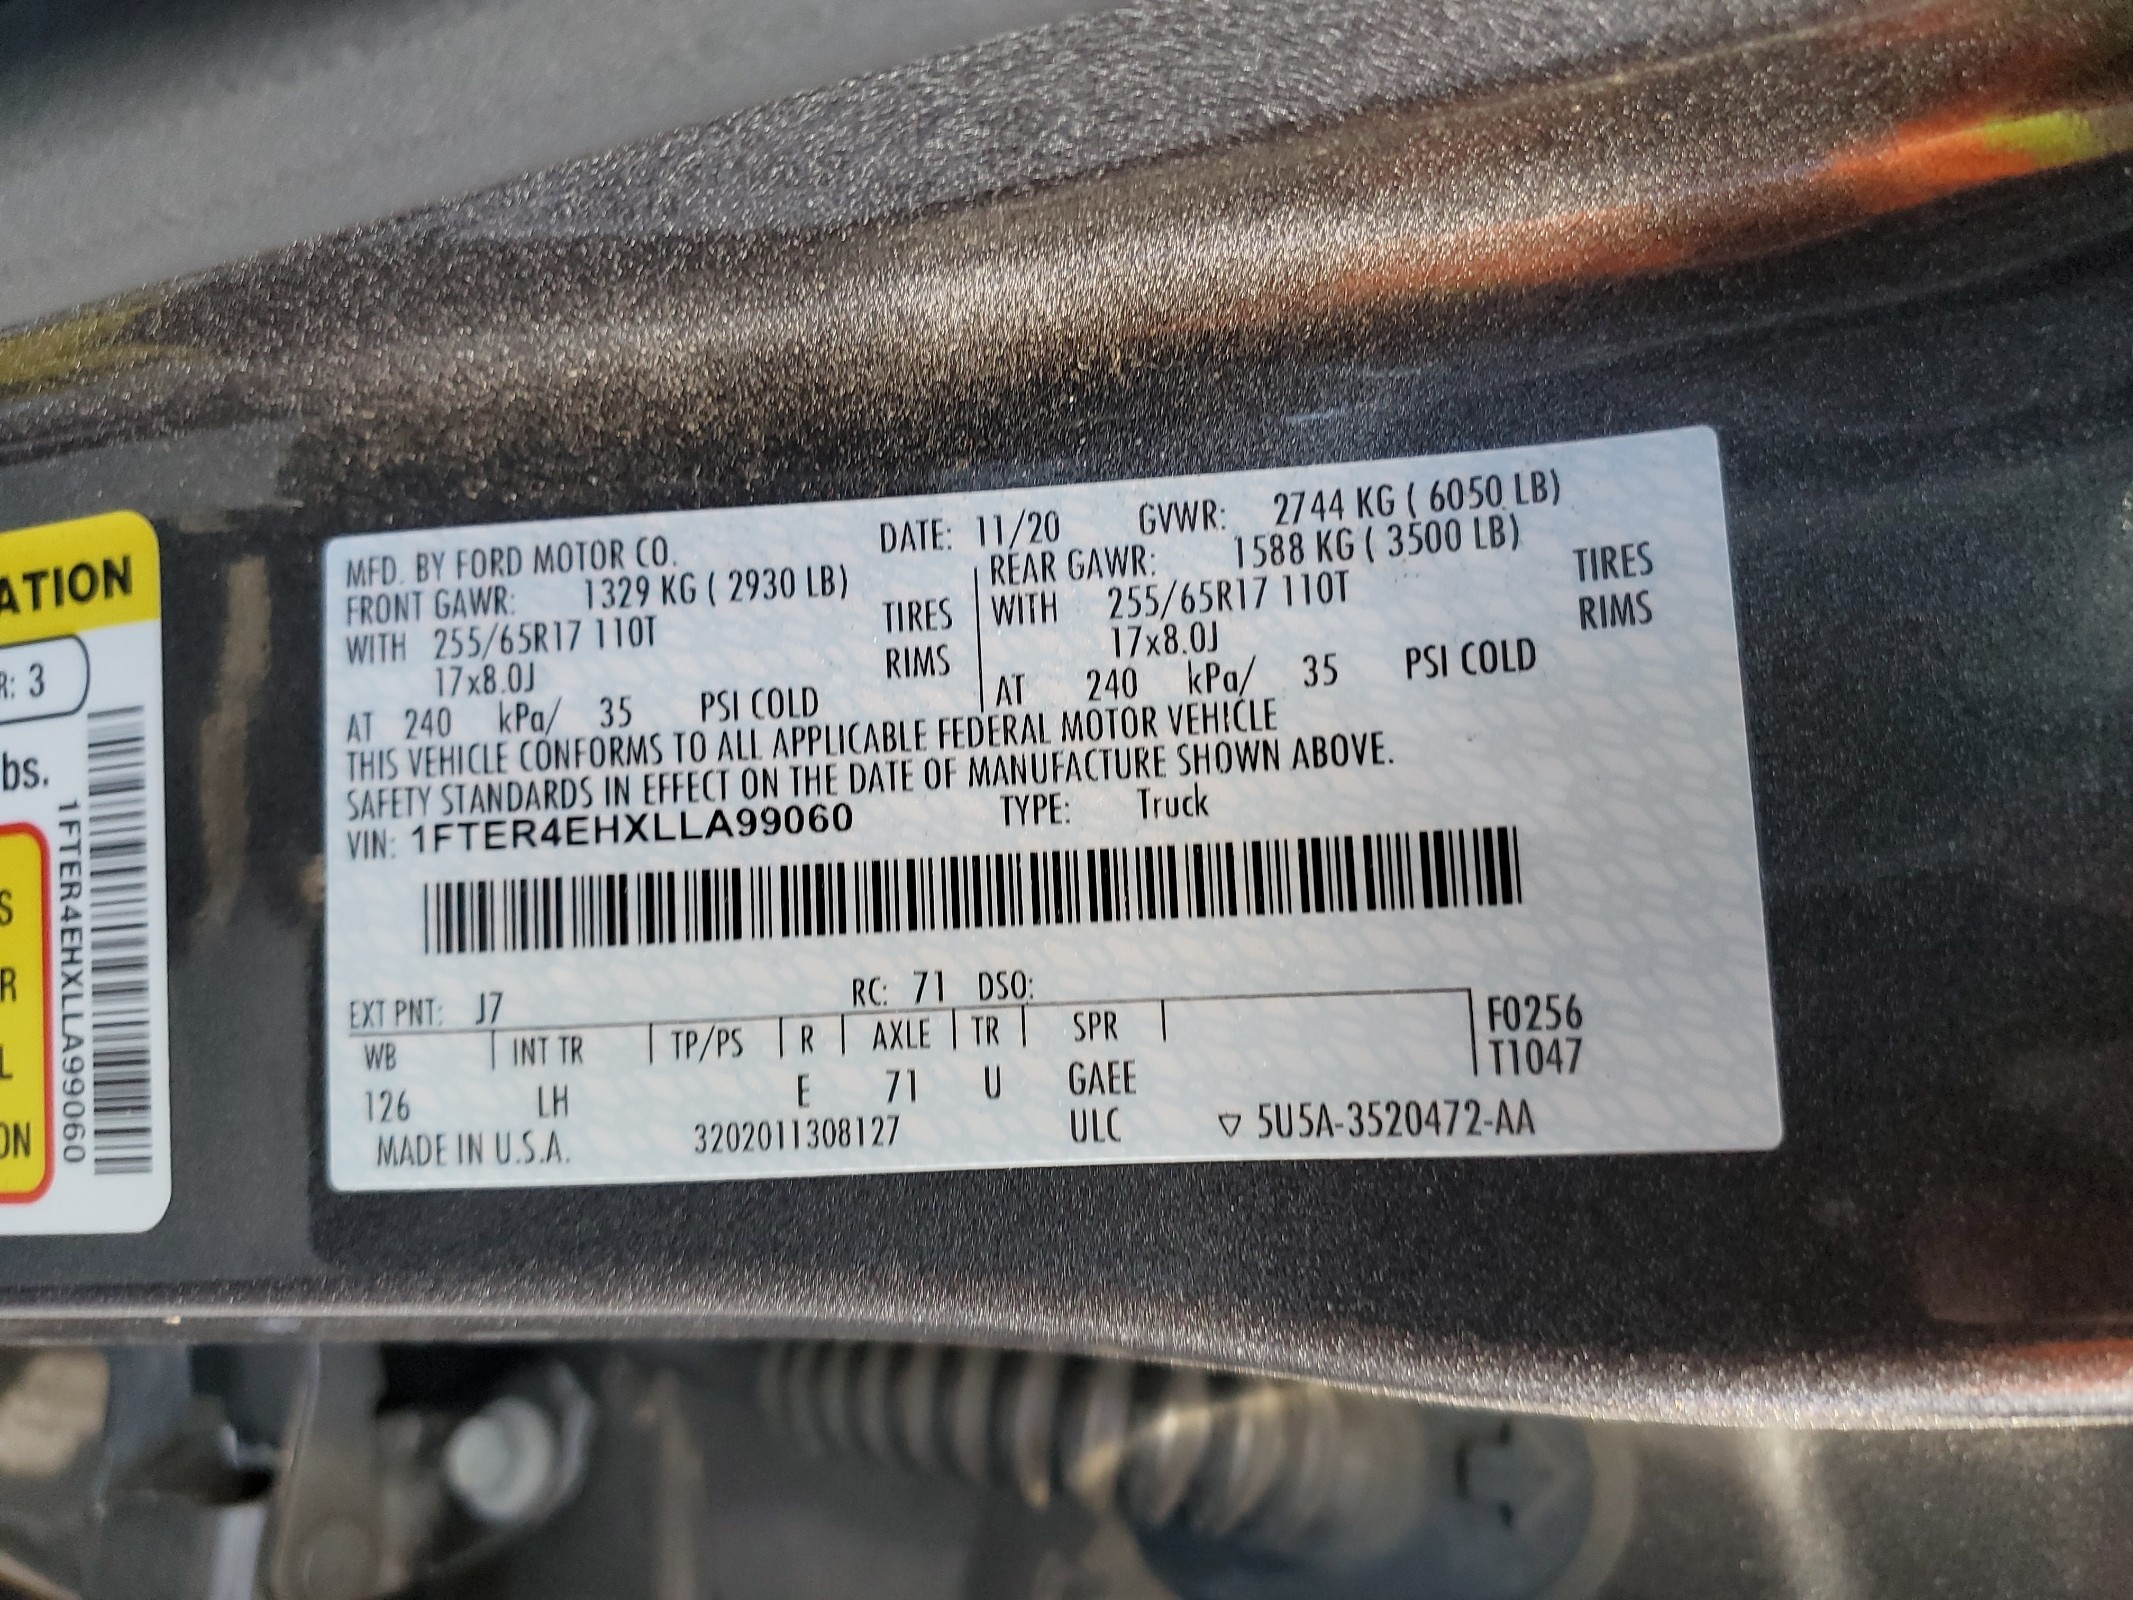 MFD. BY FORD MOTOR CO. DATE: 11/20 GVWR: 2744 KG ( 6050 LB)
FRONT GAWR: 1329 KG ( 2930 LB) REAR GAWR: 1588 KG ( 3500 LB)
WITH 255/65R17 110T TIRES WITH 255/65R17 110T TIRES
17x8.0J RIMS 17x8.0J RIMS
AT 240 kPa/ 35 PSI COLD AT 240 kPa/ 35 PSI COLD
THIS VEHICLE CONFORMS TO ALL APPLICABLE FEDERAL MOTOR VEHICLE
SAFETY STANDARDS IN EFFECT ON THE DATE OF MANUFACTURE SHOWN ABOVE.
VIN: 1FTER4EHXLLA99060 TYPE: Truck
EXT PNT: J7 RC: 71 DSO:
WB INT TR TP/PS R AXLE TR SPR F0256
126 LH E 71 U GAEE T1047
MADE IN U.S.A. 3202011308127 ULC ▽ 5U5A-3520472-AA
ATION
R: 3
bs.
1FTER4EHXLLA99060
S
R
L
ON